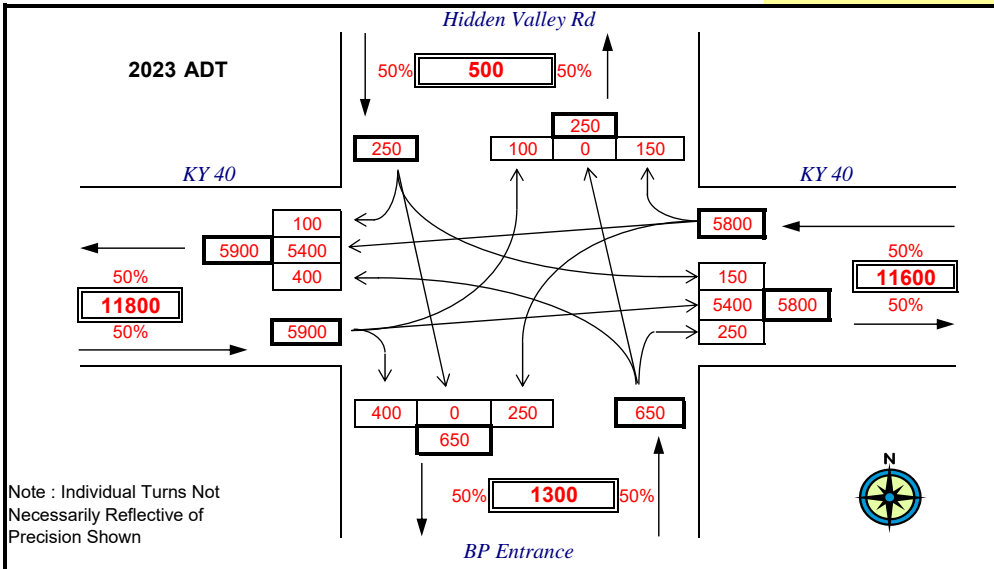 Hidden Valley Rd
2023 ADT
50% 500 50%
250
250
100 0 150
KY 40
KY 40
100
5900 5400
400
5800
50%
11800
50%
50%
11600
50%
150
5400 5800
250
5900
400 0 250
650
650
50% 1300 50%
N
Note : Individual Turns Not
Necessarily Reflective of
Precision Shown
BP Entrance